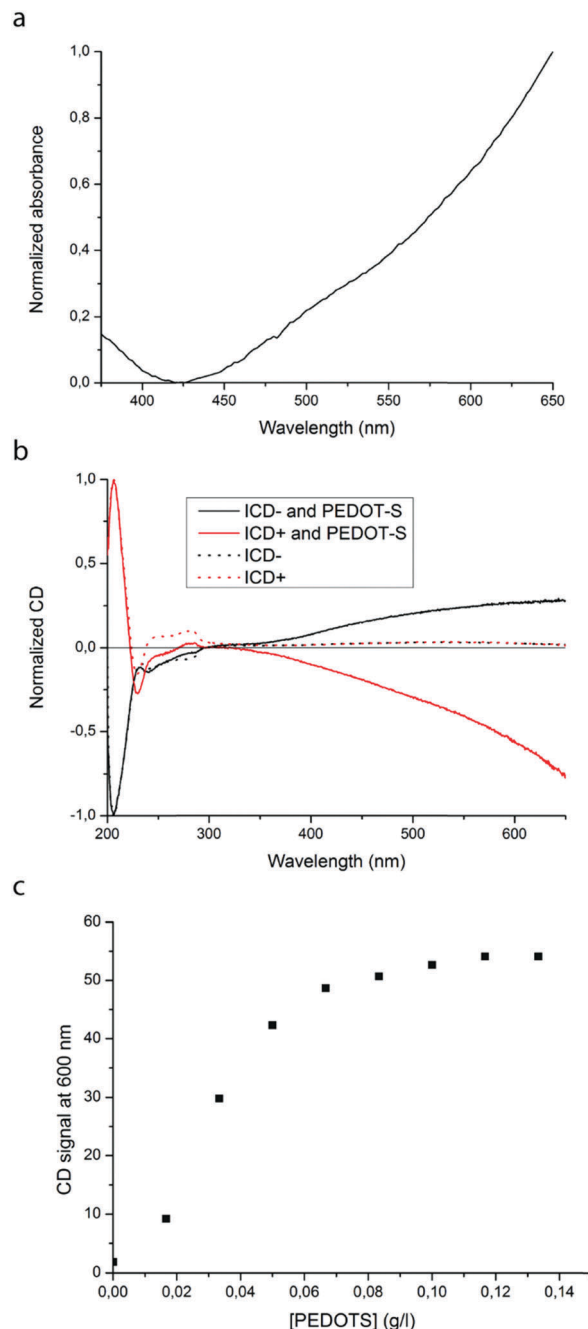 a
1,0
0,8
0,6
0,4
0,2
0,0
Normalized absorbance
400 450 500 550 600 650
Wavelength (nm)
b
1,0
0,5
0,0
-0,5
-1,0
Normalized CD
ICD- and PEDOT-S
ICD+ and PEDOT-S
ICD-
ICD+
200 300 400 500 600
Wavelength (nm)
c
60
50
40
30
20
10
0
CD signal at 600 nm
0,00 0,02 0,04 0,06 0,08 0,10 0,12 0,14
[PEDOTS] (g/l)